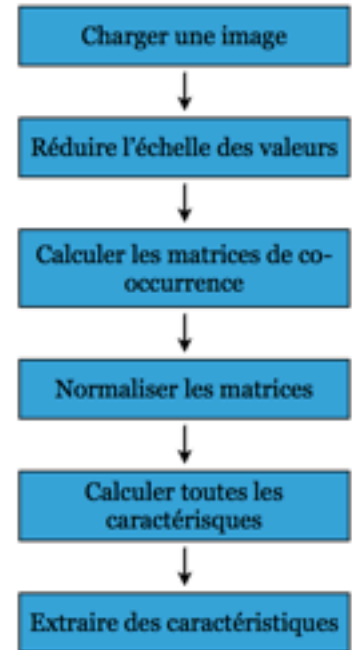 Charger une image
Réduire l'échelle des valeurs
Calculer les matrices de co-
occurrence
Normaliser les matrices
Calculer toutes les
caractérisques
Extraire des caractéristiques